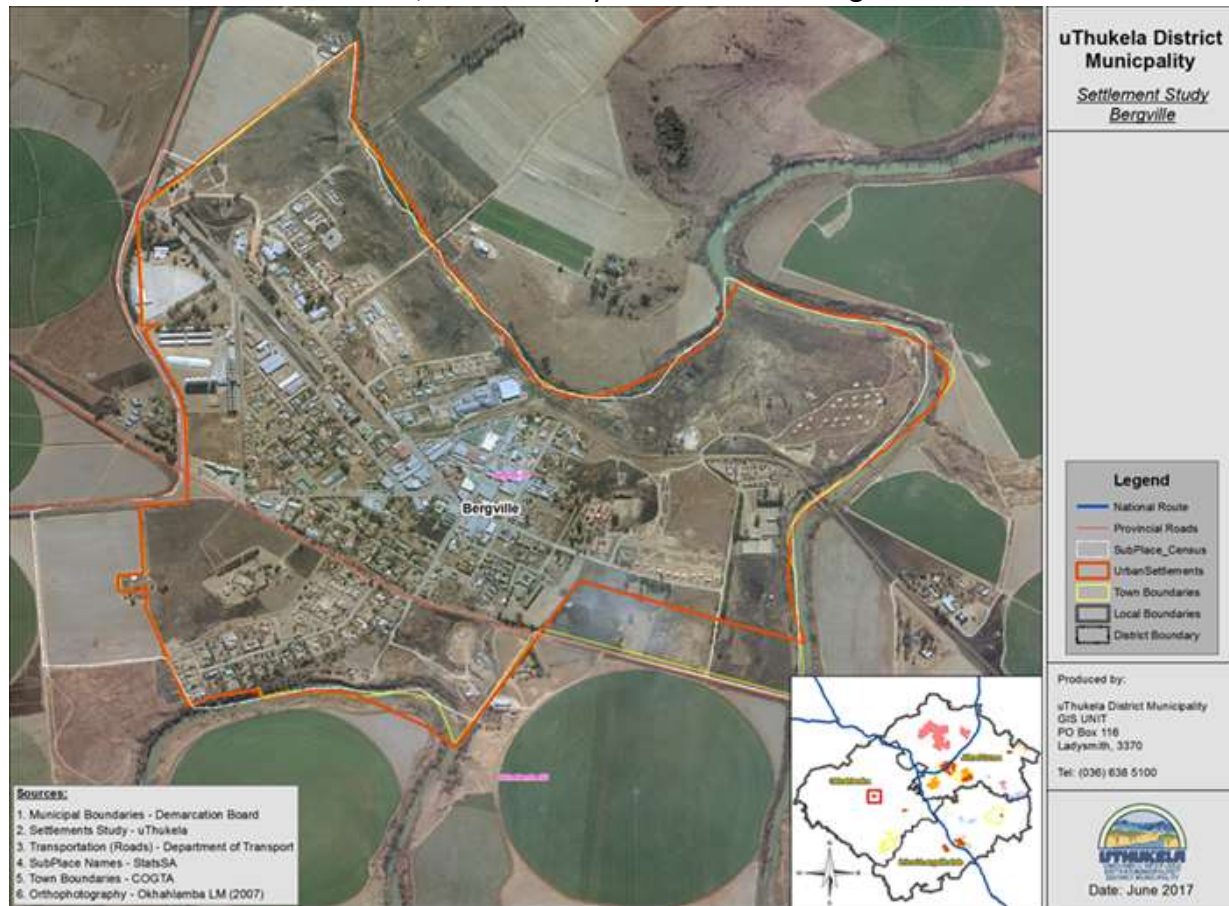 uThukela District
Municpality
Settlement Study
Bergville
Bergville
Legend
National Route
Provincial Roads
SubPlace_Census
UrbanSettlements
Town Boundaries
Local Boundaries
District Boundary
Produced by:
uThukela District Municipality
GIS UNIT
PO Box 116
Ladysmith, 3370
Tel: (036) 638 5100
UTHUKELA
Date: June 2017
Sources:
1. Municipal Boundaries - Demarcation Board
2. Settlements Study - uThukela
3. Transportation (Roads) - Department of Transport
4. SubPlace Names - StatsSA
5. Town Boundaries - COGTA
6. Orthophotography - Okhahlamba LM (2007)